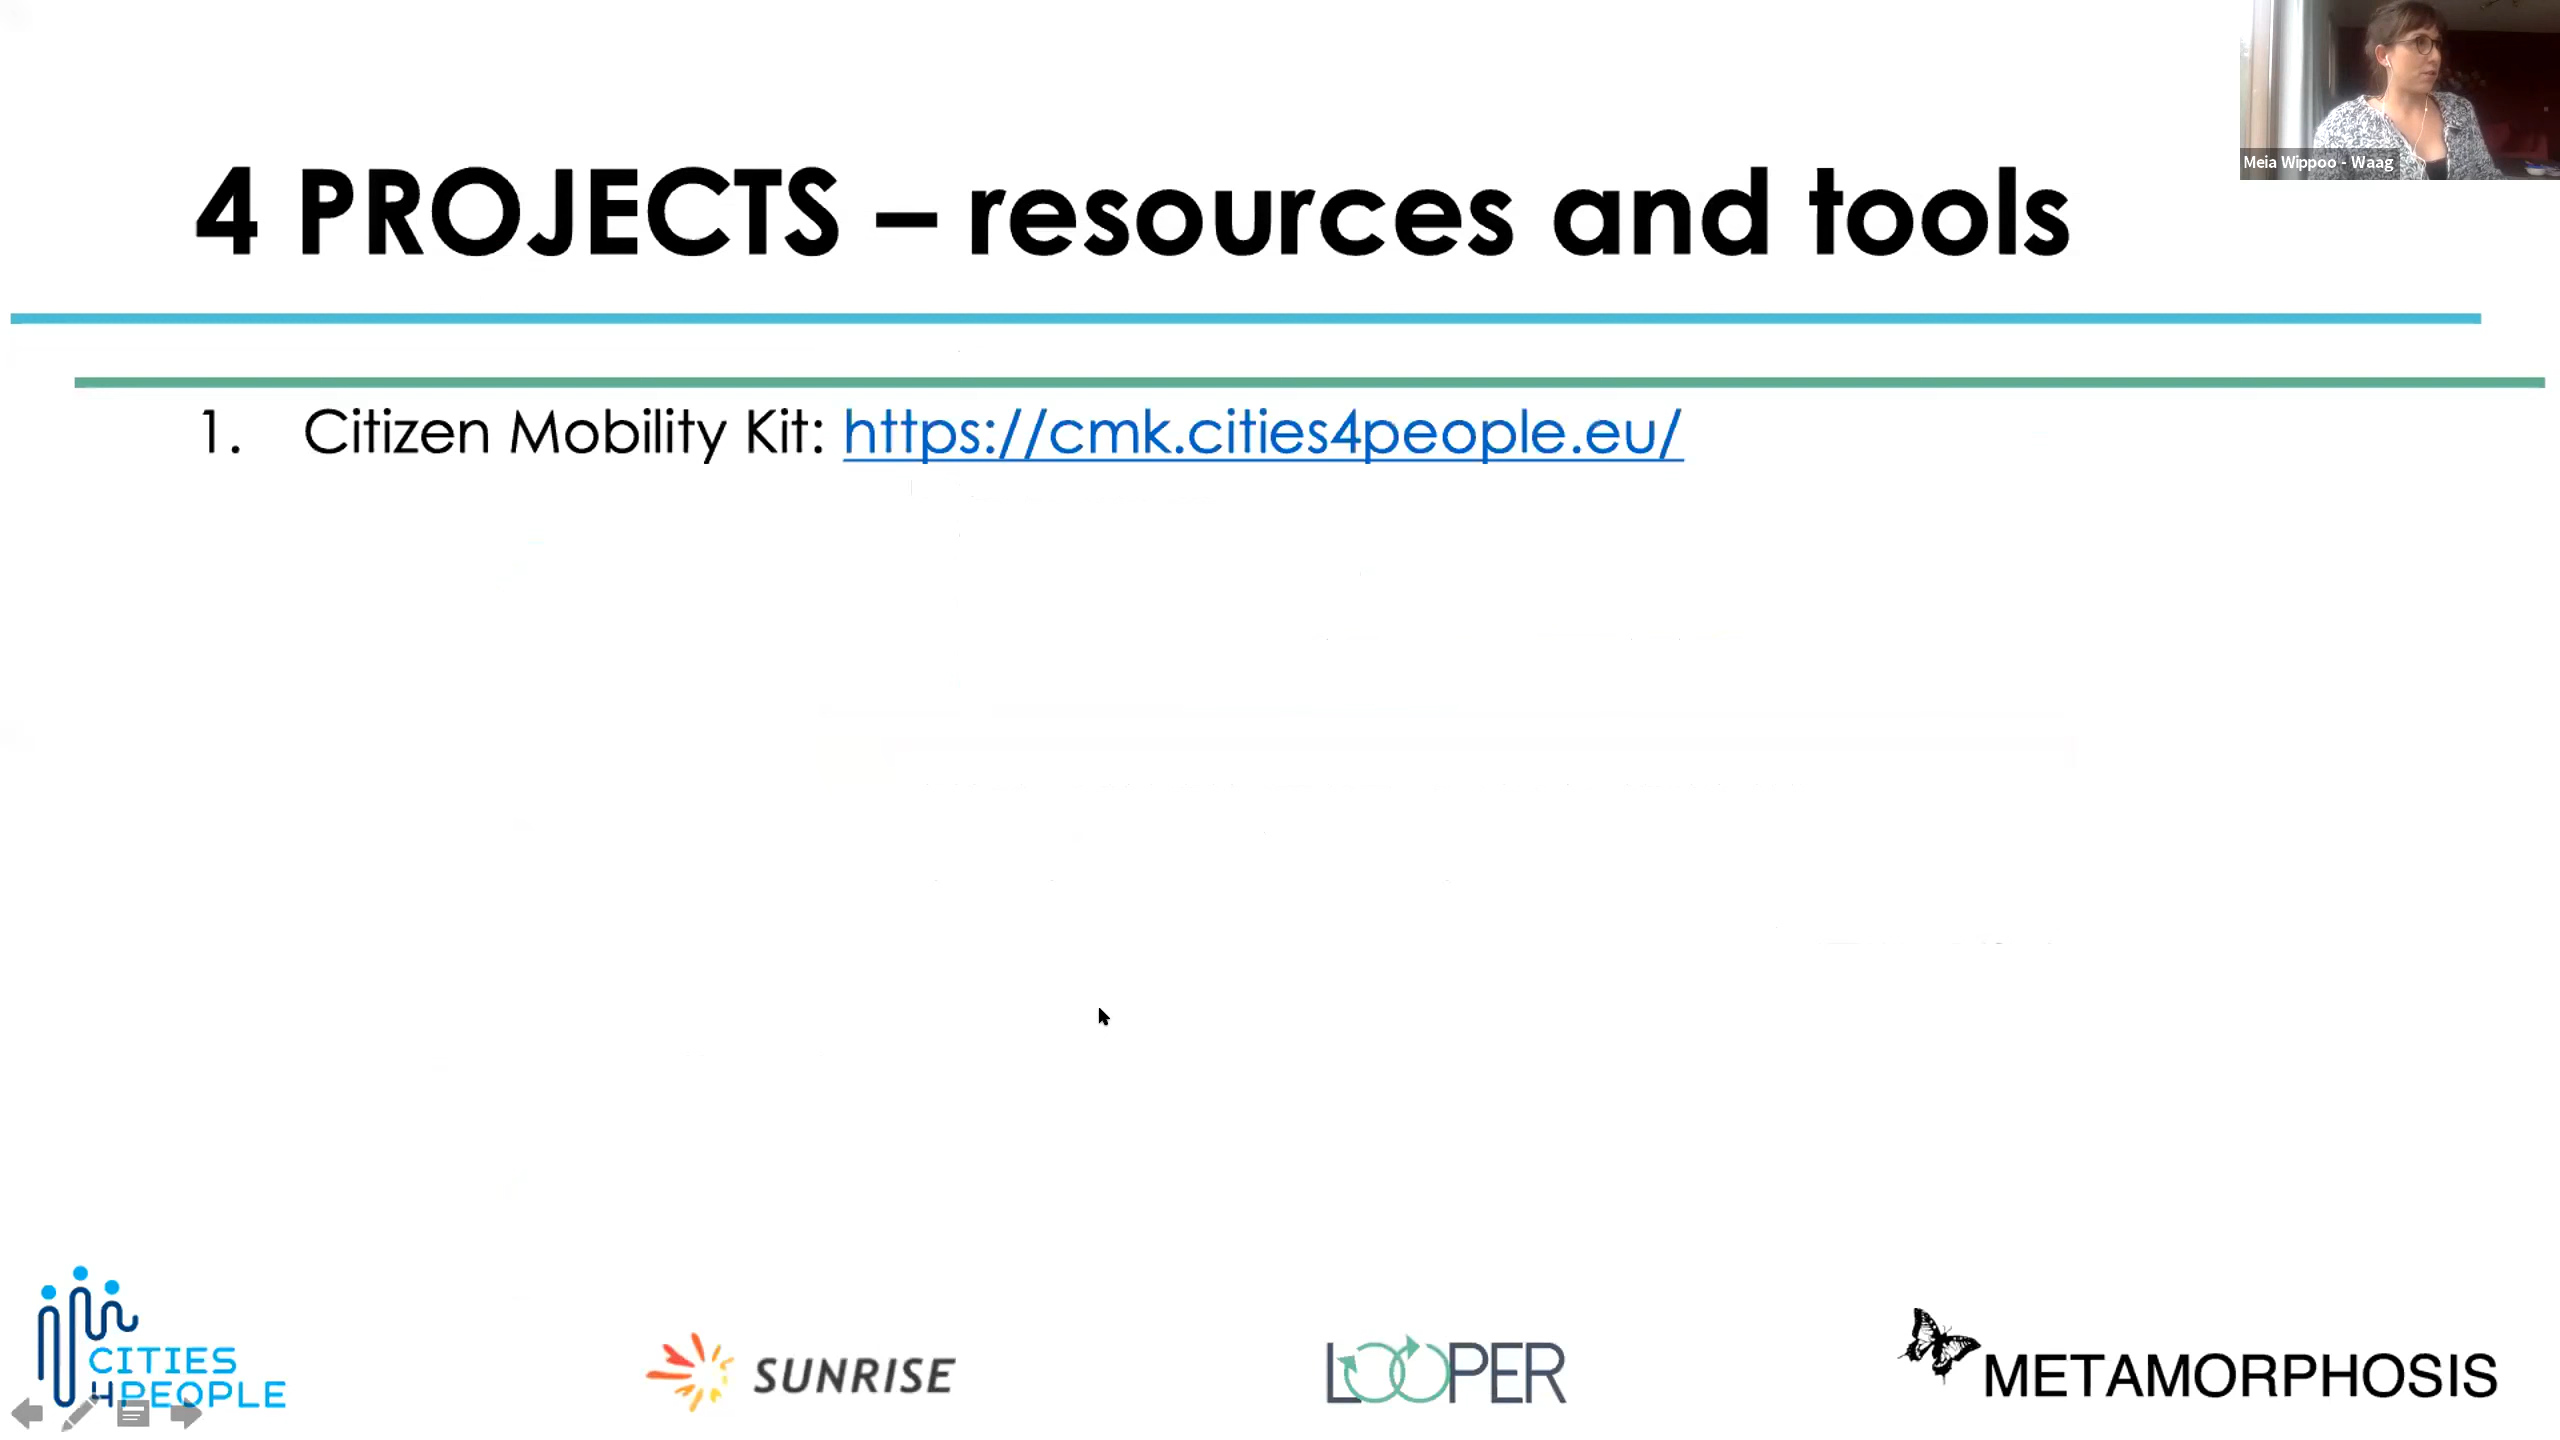 Meia Wippoo - Waag
4 PROJECTS – resources and tools
1. Citizen Mobility Kit: https://cmk.cities4people.eu/
CITIES
4PEOPLE
SUNRISE
LOOPER
METAMORPHOSIS